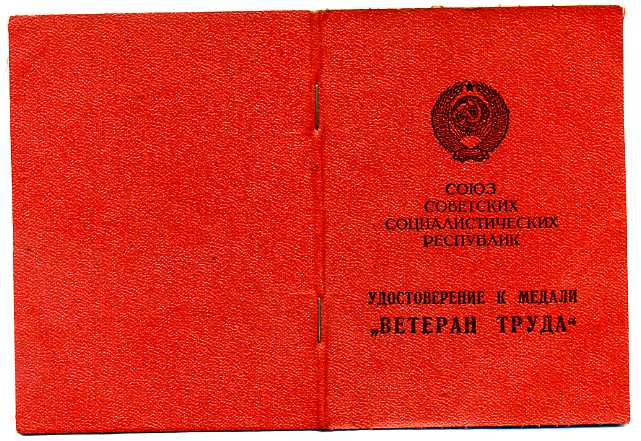 СОЮЗ
СОВЕТСКИХ
СОЦИАЛИСТИЧЕСКИХ
РЕСПУБЛИК
УДОСТОВЕРЕНИЕ К МЕДАЛИ
„ВЕТЕРАН ТРУДА“